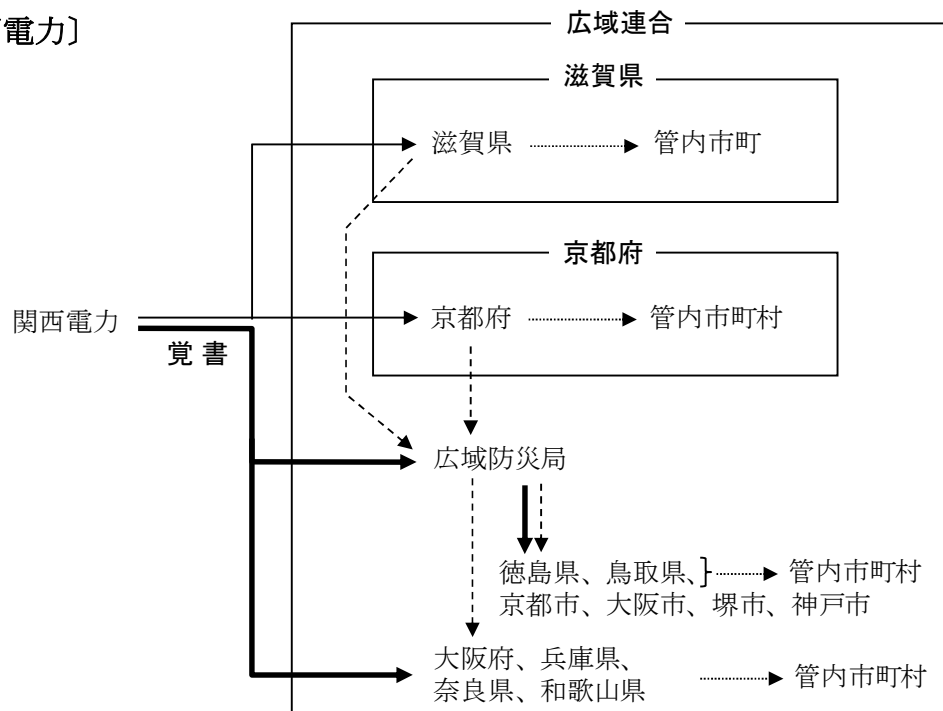 電力〕
広域連合
滋賀県
滋賀県 管内市町
京都府
関西電力 京都府 管内市町村
覚書
広域防災局
徳島県、鳥取県、 管内市町村
京都市、大阪市、堺市、神戸市
大阪府、兵庫県、 管内市町村
奈良県、和歌山県